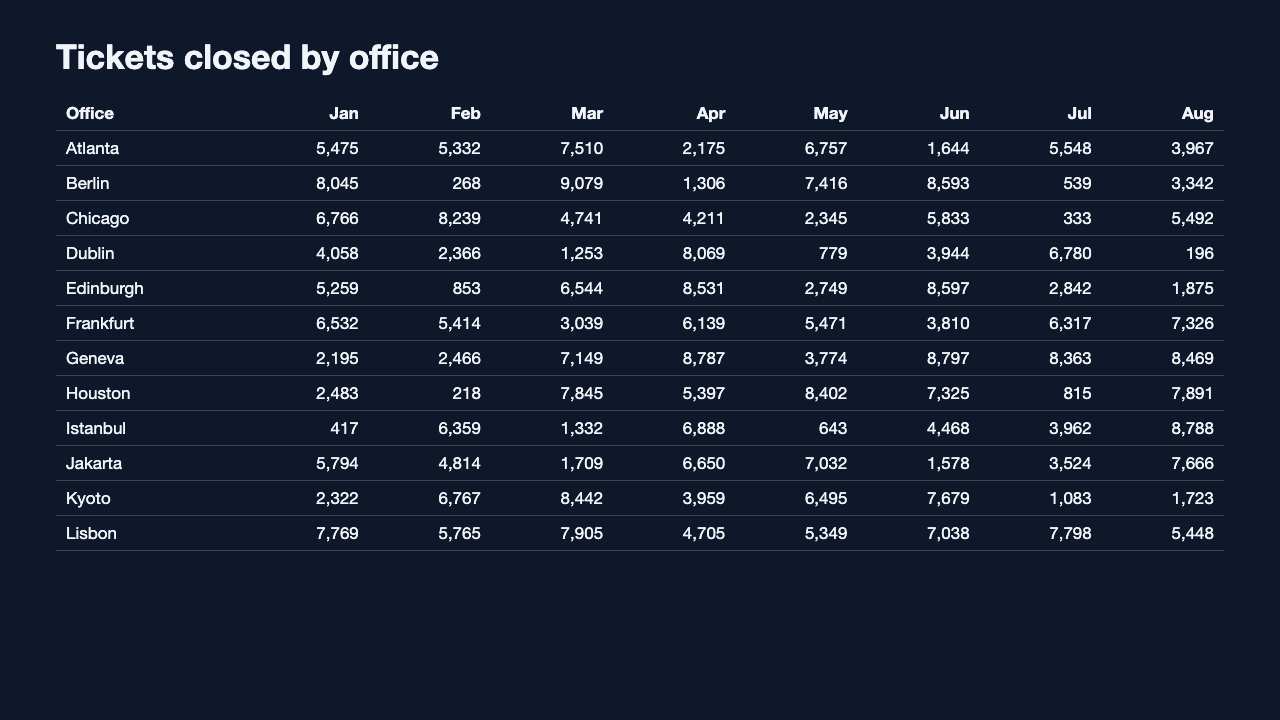 Tickets closed by office
Office Jan Feb Mar Apr May Jun Jul Aug
Atlanta 5,475 5,332 7,510 2,175 6,757 1,644 5,548 3,967
Berlin 8,045 268 9,079 1,306 7,416 8,593 539 3,342
Chicago 6,766 8,239 4,741 4,211 2,345 5,833 333 5,492
Dublin 4,058 2,366 1,253 8,069 779 3,944 6,780 196
Edinburgh 5,259 853 6,544 8,531 2,749 8,597 2,842 1,875
Frankfurt 6,532 5,414 3,039 6,139 5,471 3,810 6,317 7,326
Geneva 2,195 2,466 7,149 8,787 3,774 8,797 8,363 8,469
Houston 2,483 218 7,845 5,397 8,402 7,325 815 7,891
Istanbul 417 6,359 1,332 6,888 643 4,468 3,962 8,788
Jakarta 5,794 4,814 1,709 6,650 7,032 1,578 3,524 7,666
Kyoto 2,322 6,767 8,442 3,959 6,495 7,679 1,083 1,723
Lisbon 7,769 5,765 7,905 4,705 5,349 7,038 7,798 5,448